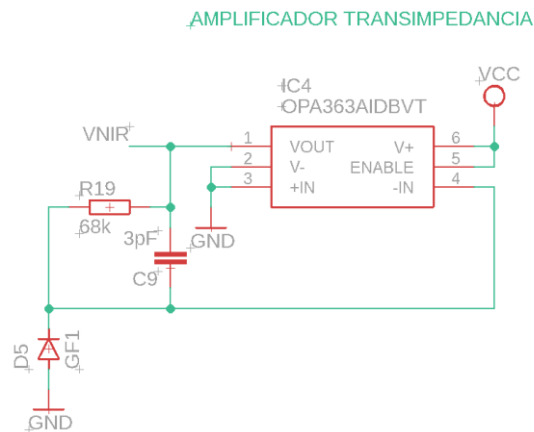 AMPLIFICADOR TRANSIMPEDANCIA
VCC
IC4
OPA363AIDBVT
VNIR
1 VOUT V+ 6
2 V- ENABLE 5
3 +IN -IN 4
R19
68k
3pF
GND
C9
D5
GF1
GND